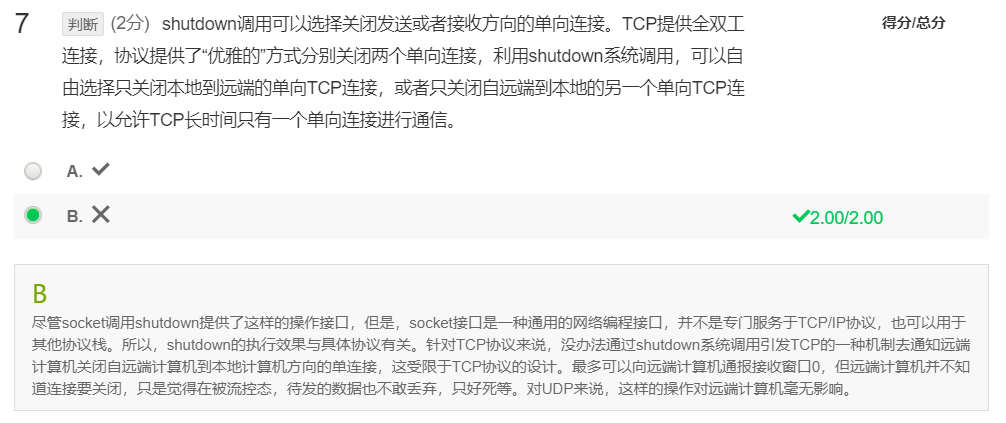 7 判断 (2分) shutdown调用可以选择关闭发送或者接收方向的单向连接。TCP提供全双工 得分/总分
连接，协议提供了“优雅的”方式分别关闭两个单向连接，利用shutdown系统调用，可以自
由选择只关闭本地到远端的单向TCP连接，或者只关闭自远端到本地的另一个单向TCP连
接，以允许TCP长时间只有一个单向连接进行通信。
A. ✓
B. ✕ ✓2.00/2.00
B
尽管socket调用shutdown提供了这样的操作接口，但是，socket接口是一种通用的网络编程接口，并不是专门服务于TCP/IP协议，也可以用于
其他协议栈。所以，shutdown的执行效果与具体协议有关。针对TCP协议来说，没办法通过shutdown系统调用引发TCP的一种机制去通知远端
计算机关闭自远端计算机到本地计算机方向的单连接，这受限于TCP协议的设计。最多可以向远端计算机通报接收窗口0，但远端计算机并不知
道连接要关闭，只是觉得在被流控态，待发的数据也不敢丢弃，只好死等。对UDP来说，这样的操作对远端计算机毫无影响。